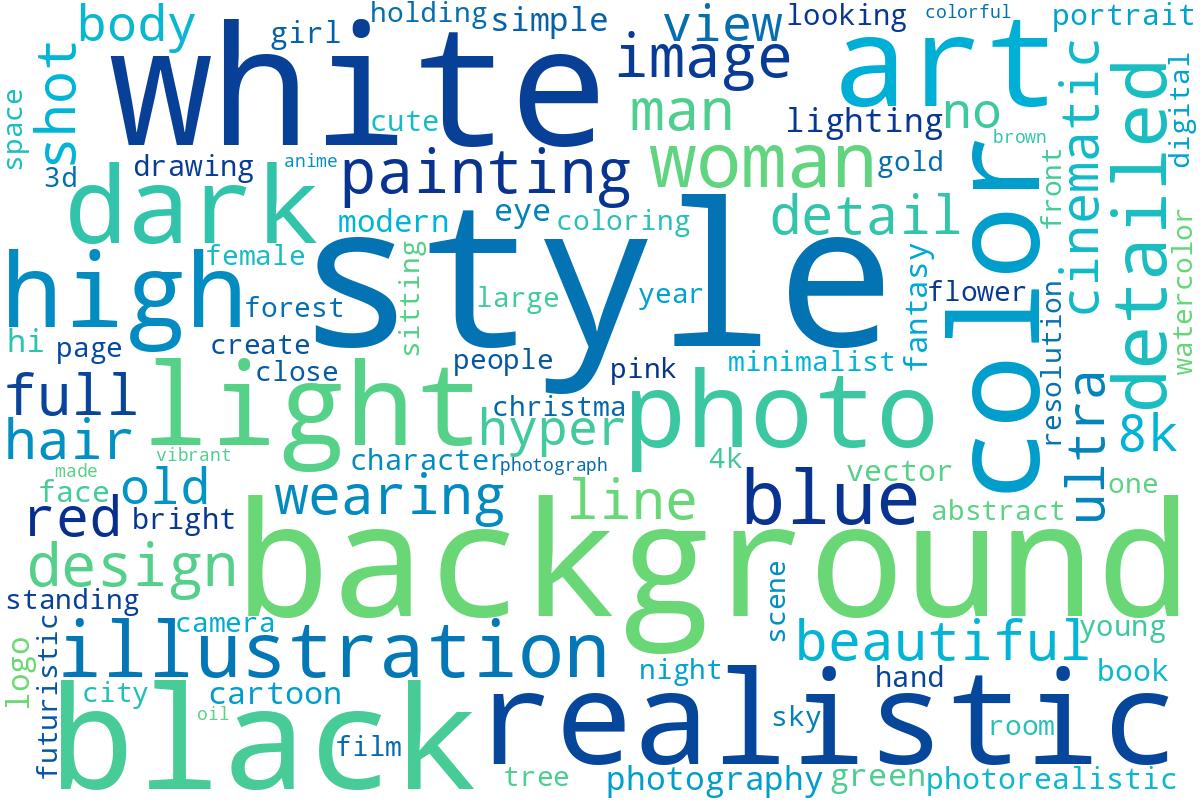 holding
simple
looking
colorful
portrait
body
girl
view
white
image
art
shot
space
cute
man
lighting
no
brown
cinematic
detailed
digital
drawing
anime
3d
painting
woman
gold
dark
modern
eye
coloring
detail
color
front
female
style
high
forest
sitting
large
year
fantasy
flower
watercolor
hi
page
create
close
people
pink
minimalist
resolution
full
light
christma
photo
ultra
hair
hyper
8k
vibrant
character
photograph
4k
vector
made
face
old
wearing
line
blue
one
red
bright
background
abstract
design
standing
scene
camera
illustration
beautiful
young
logo
futuristic
night
hand
book
city
cartoon
black
realistic
oil
sky
room
film
tree
photography
green
photorealistic